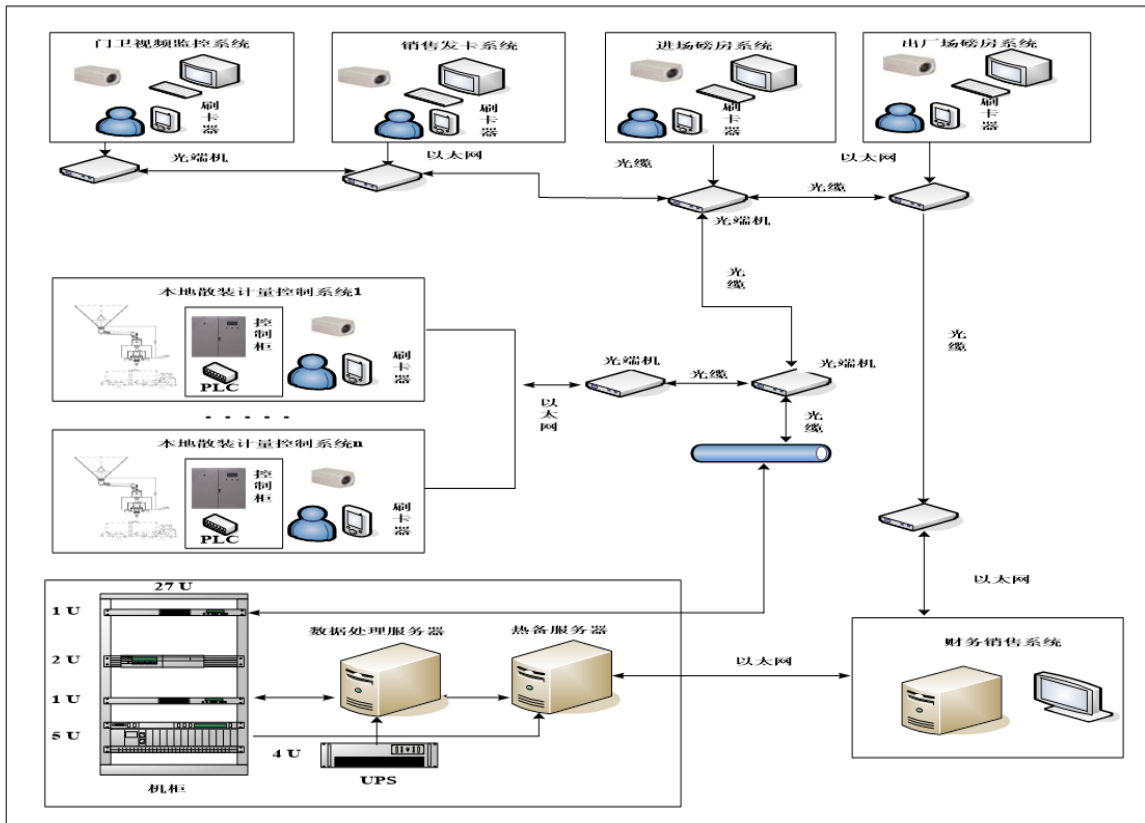 门卫视频监控系统
刷卡器
销售发卡系统
刷卡器
进场磅房系统
刷卡器
出厂场磅房系统
刷卡器
光端机
以太网
光缆
以太网
光缆
光端机
光缆
光缆
本地散装计量控制系统1
控制柜
PLC
刷卡器
· · · · ·
本地散装计量控制系统n
控制柜
PLC
刷卡器
以太网
光端机
光缆
光端机
光缆
以太网
27 U
1 U
2 U
1 U
5 U
机柜
数据处理服务器
热备服务器
4 U
UPS
以太网
财务销售系统